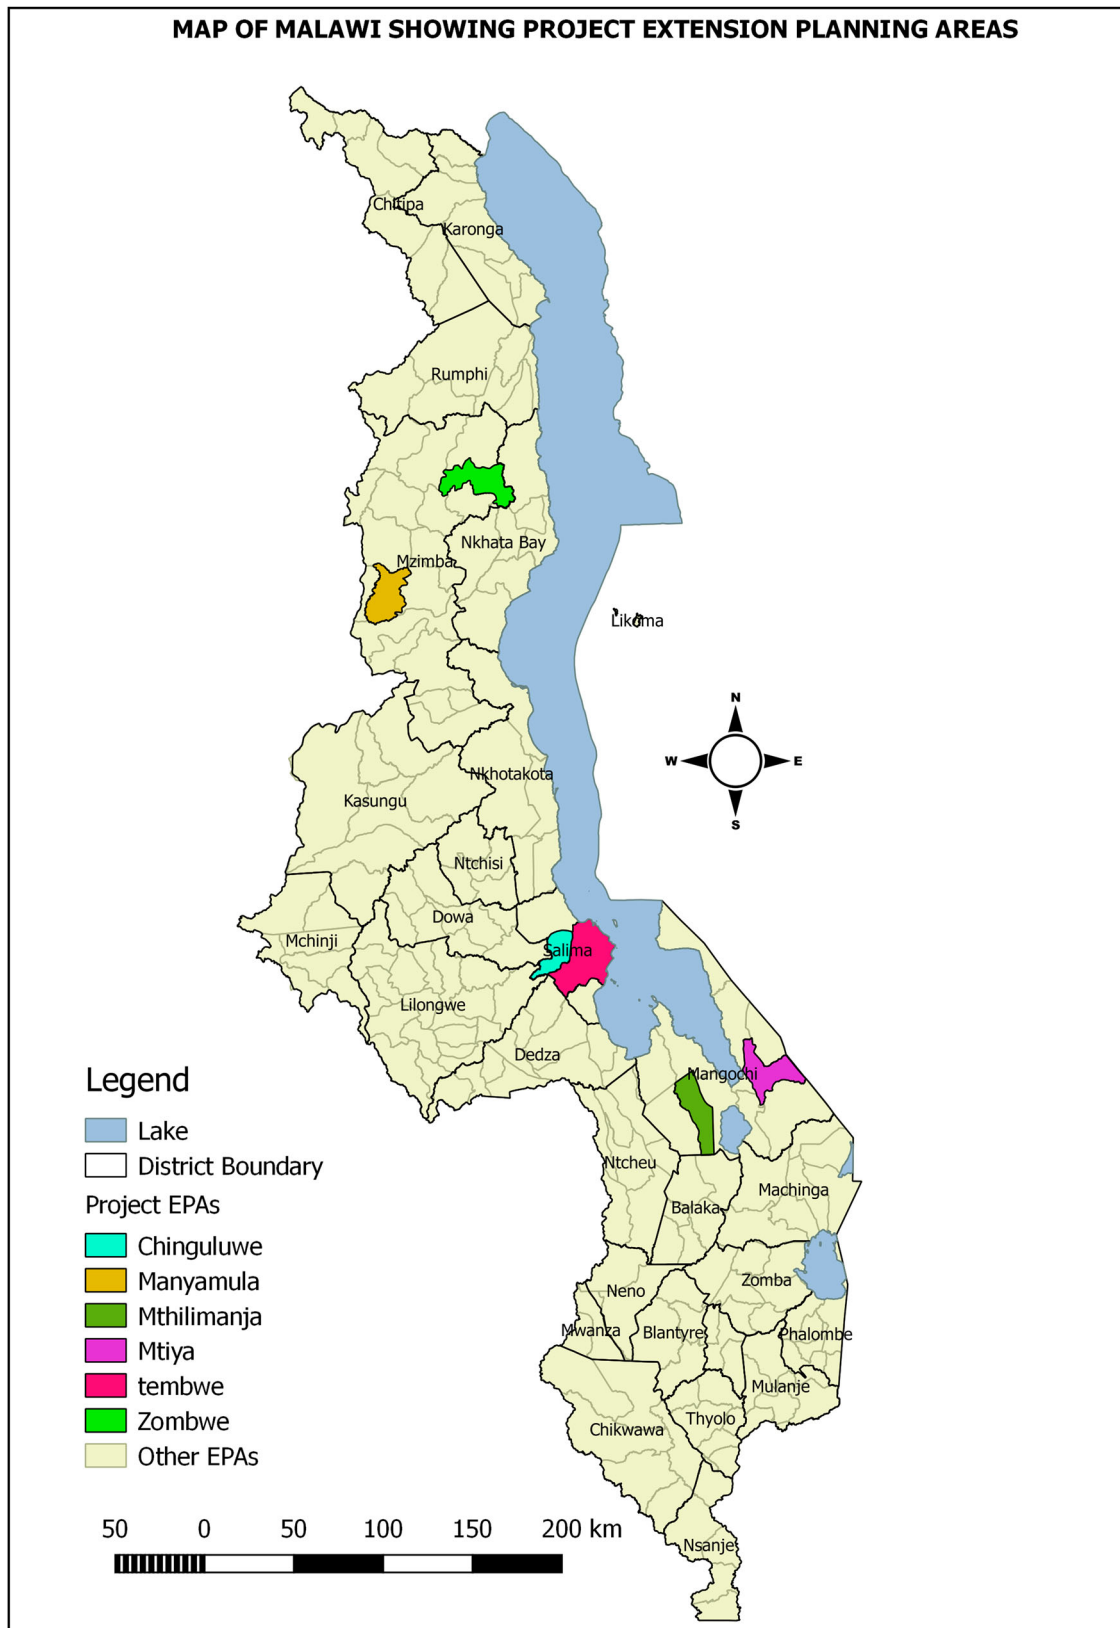 MAP OF MALAWI SHOWING PROJECT EXTENSION PLANNING AREAS
Chitipa
Karonga
Rumphi
Nkhata Bay
Mzimba
Likoma
N
W E
S
Nkhotakota
Kasungu
Ntchisi
Dowa
Mchinji
Salima
Lilongwe
Dedza
Mangochi
Ntcheu
Machinga
Balaka
Zomba
Neno
Mwanza
Blantyre
Phalombe
Mulanje
Thyolo
Chikwawa
Nsanje
Legend
Lake
District Boundary
Project EPAs
Chinguluwe
Manyamula
Mthilimanja
Mtiya
tembwe
Zombwe
Other EPAs
50 0 50 100 150 200 km